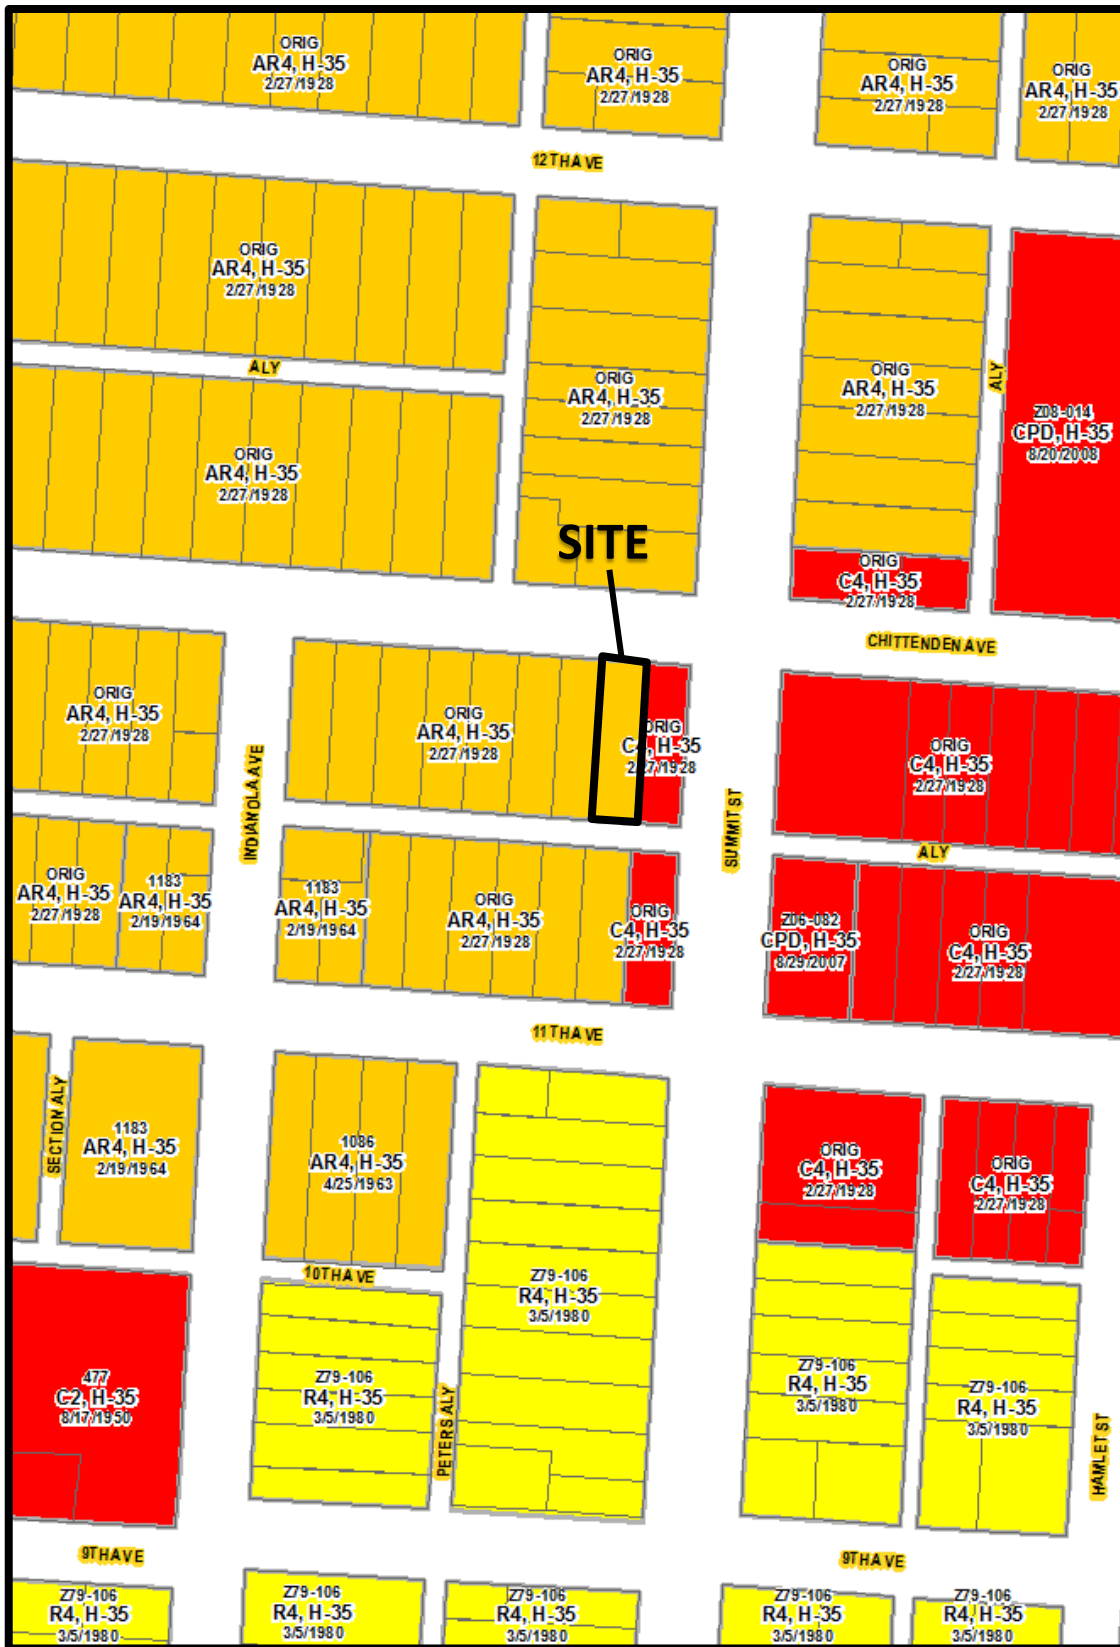 ORIG
AR4, H-35
2/27/1928
ORIG
AR4, H-35
2/27/1928
ORIG
AR4, H-35
2/27/1928
ORIG
AR4, H-35
2/27/1928
12TH AVE
ORIG
AR4, H-35
2/27/1928
ALY
ORIG
AR4, H-35
2/27/1928
ORIG
AR4, H-35
2/27/1928
ORIG
AR4, H-35
2/27/1928
ALY
Z08-014
CPD, H-35
8/20/2008
SITE
ORIG
C4, H-35
2/27/1928
CHITTENDEN AVE
ORIG
AR4, H-35
2/27/1928
INDIANOLA AVE
ORIG
AR4, H-35
2/27/1928
ORIG
C4, H-35
2/27/1928
SUMMIT ST
ORIG
C4, H-35
2/27/1928
ALY
ORIG
AR4, H-35
2/27/1928
1183
AR4, H-35
2/19/1964
1183
AR4, H-35
2/19/1964
ORIG
AR4, H-35
2/27/1928
ORIG
C4, H-35
2/27/1928
Z06-082
CPD, H-35
8/29/2007
ORIG
C4, H-35
2/27/1928
11TH AVE
SECTION ALY
1183
AR4, H-35
2/19/1964
1086
AR4, H-35
4/25/1963
10TH AVE
Z79-106
R4, H-35
3/5/1980
ORIG
C4, H-35
2/27/1928
ORIG
C4, H-35
2/27/1928
477
C2, H-35
8/17/1950
Z79-106
R4, H-35
3/5/1980
PETERS ALY
Z79-106
R4, H-35
3/5/1980
Z79-106
R4, H-35
3/5/1980
HAMLET ST
9TH AVE
9TH AVE
Z79-106
R4, H-35
3/5/1980
Z79-106
R4, H-35
3/5/1980
Z79-106
R4, H-35
3/5/1980
Z79-106
R4, H-35
3/5/1980
Z79-106
R4, H-35
3/5/1980